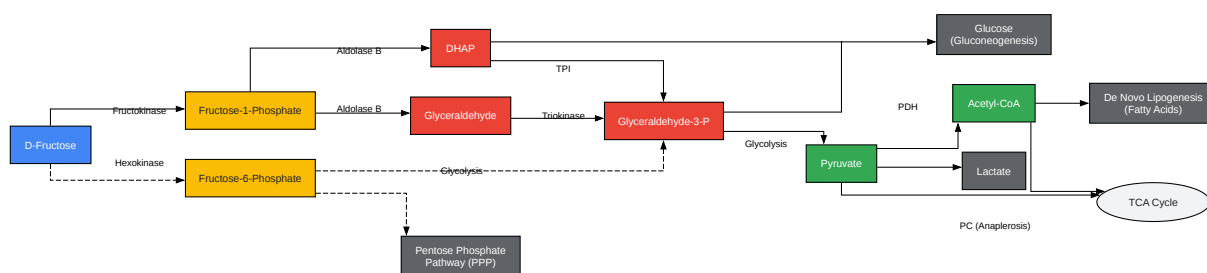 Glucose
(Gluconeogenesis)
Aldolase B
DHAP
TPI
De Novo Lipogenesis
(Fatty Acids)
Acetyl-CoA
PDH
Fructokinase
Fructose-1-Phosphate
Aldolase B
Glyceraldehyde
Triokinase
Glyceraldehyde-3-P
D-Fructose
Glycolysis
Hexokinase
Pyruvate
Fructose-6-Phosphate
Glycolysis
Lactate
TCA Cycle
PC (Anaplerosis)
Pentose Phosphate
Pathway (PPP)